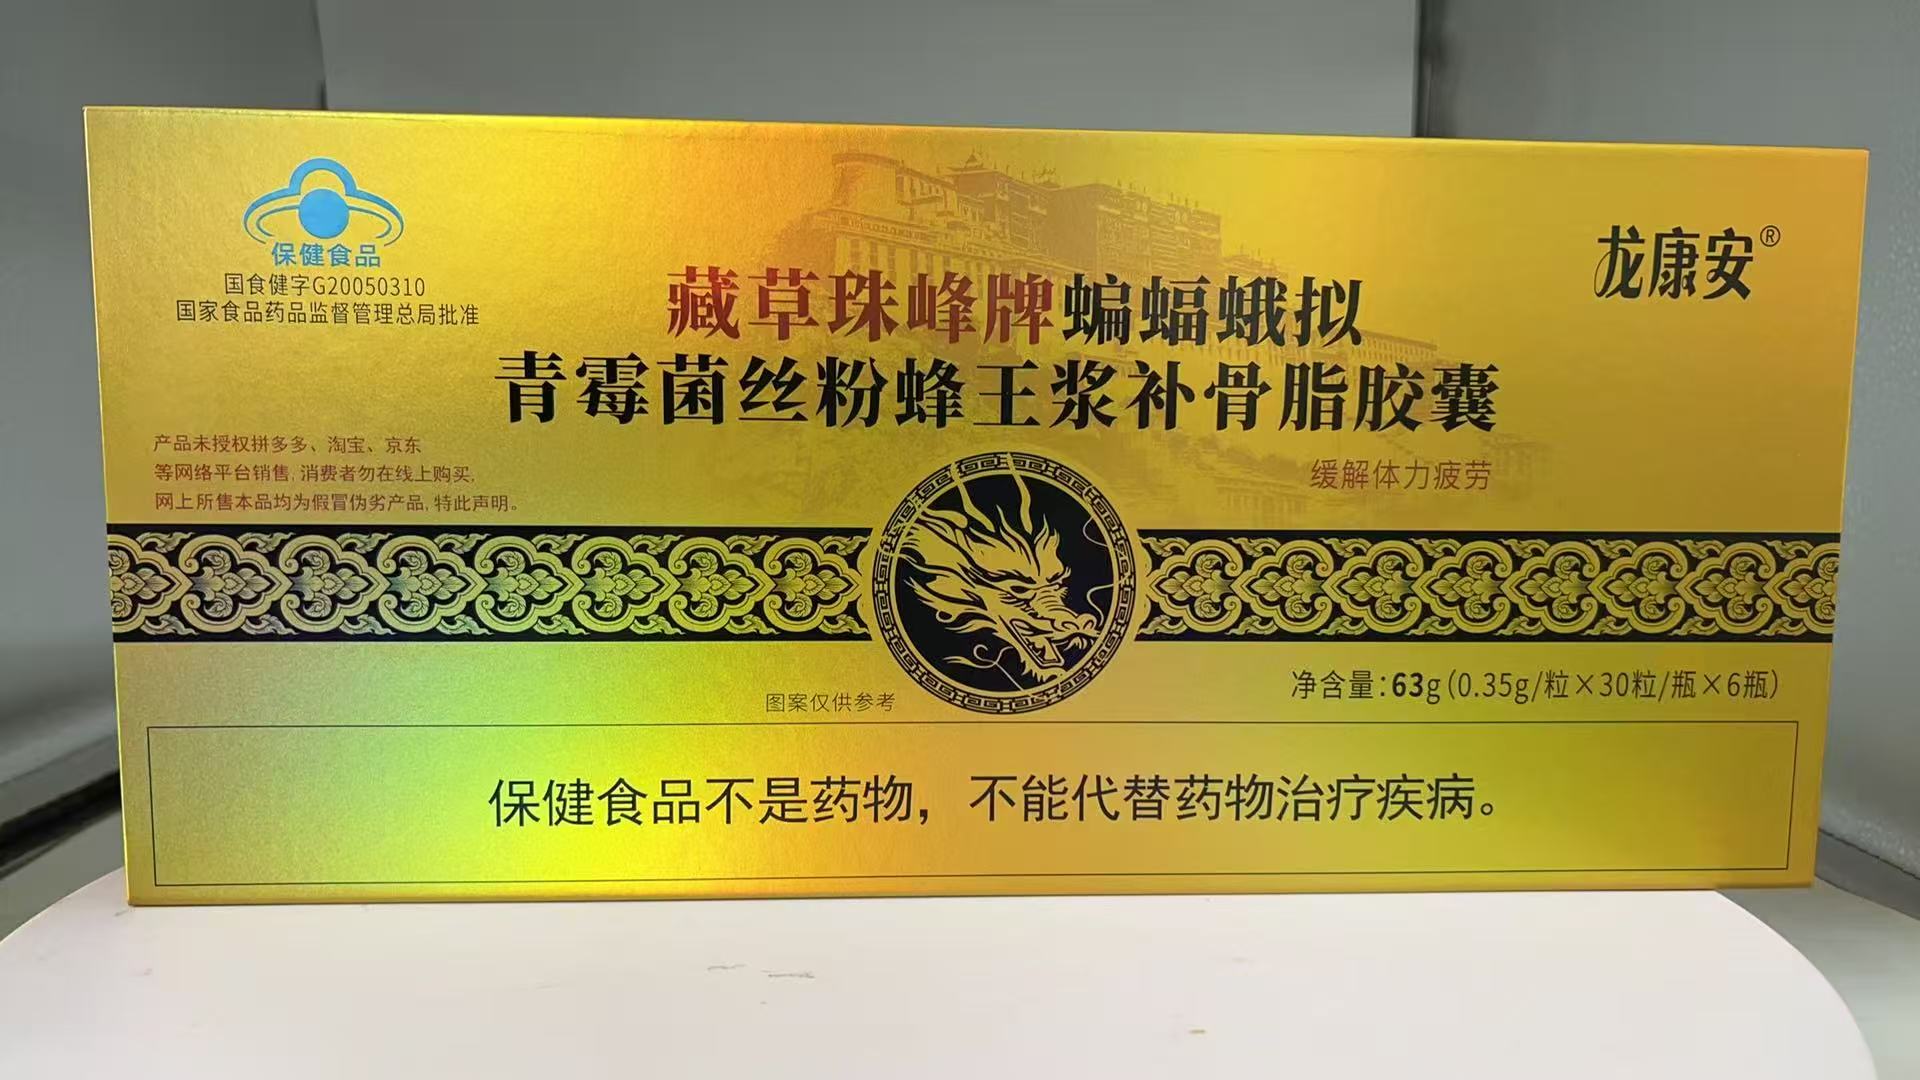 保健食品
国食健字G20050310
国家食品药品监督管理总局批准
龙康安®
藏草珠峰牌蝙蝠蛾拟
青霉菌丝粉蜂王浆补骨脂胶囊
缓解体力疲劳
产品未授权拼多多、淘宝、京东
等网络平台销售,消费者勿在线上购买,
网上所售本品均为假冒伪劣产品,特此声明。
图案仅供参考
净含量:63g(0.35g/粒×30粒/瓶×6瓶)
保健食品不是药物，不能代替药物治疗疾病。